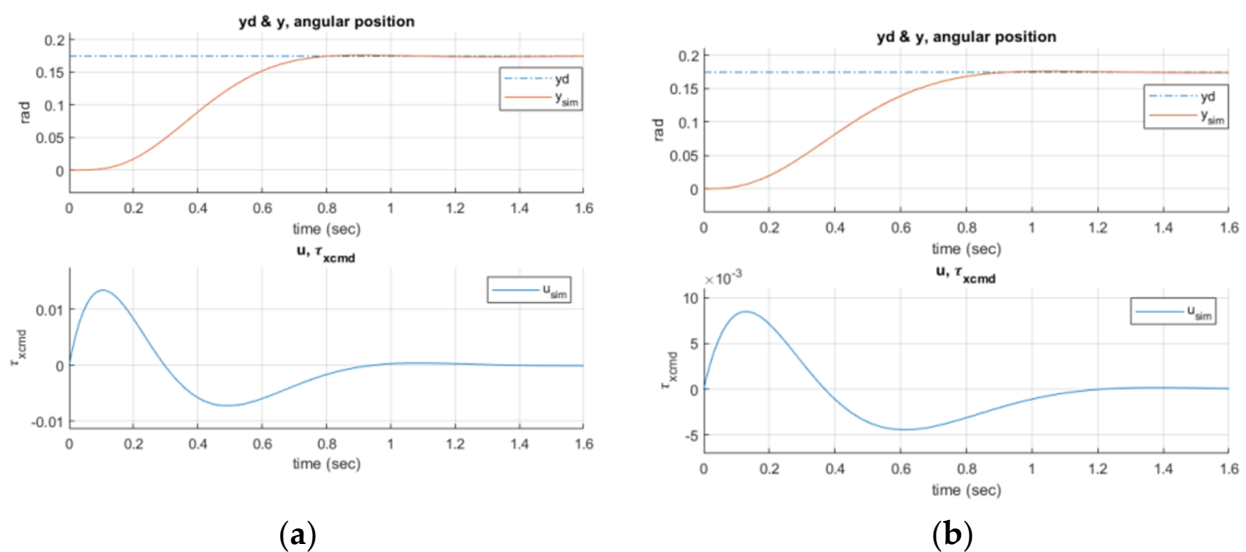 yd & y, angular position
0.2
0.15
0.1
0.05
0
rad
yd
ysim
0 0.2 0.4 0.6 0.8 1 1.2 1.4 1.6
time (sec)
u, τxcmd
0.01
0
-0.01
τxcmd
usim
0 0.2 0.4 0.6 0.8 1 1.2 1.4 1.6
time (sec)
(a)
yd & y, angular position
0.2
0.15
0.1
0.05
0
rad
yd
ysim
0 0.2 0.4 0.6 0.8 1 1.2 1.4 1.6
time (sec)
×10-3
u, τxcmd
10
5
0
-5
τxcmd
usim
0 0.2 0.4 0.6 0.8 1 1.2 1.4 1.6
time (sec)
(b)